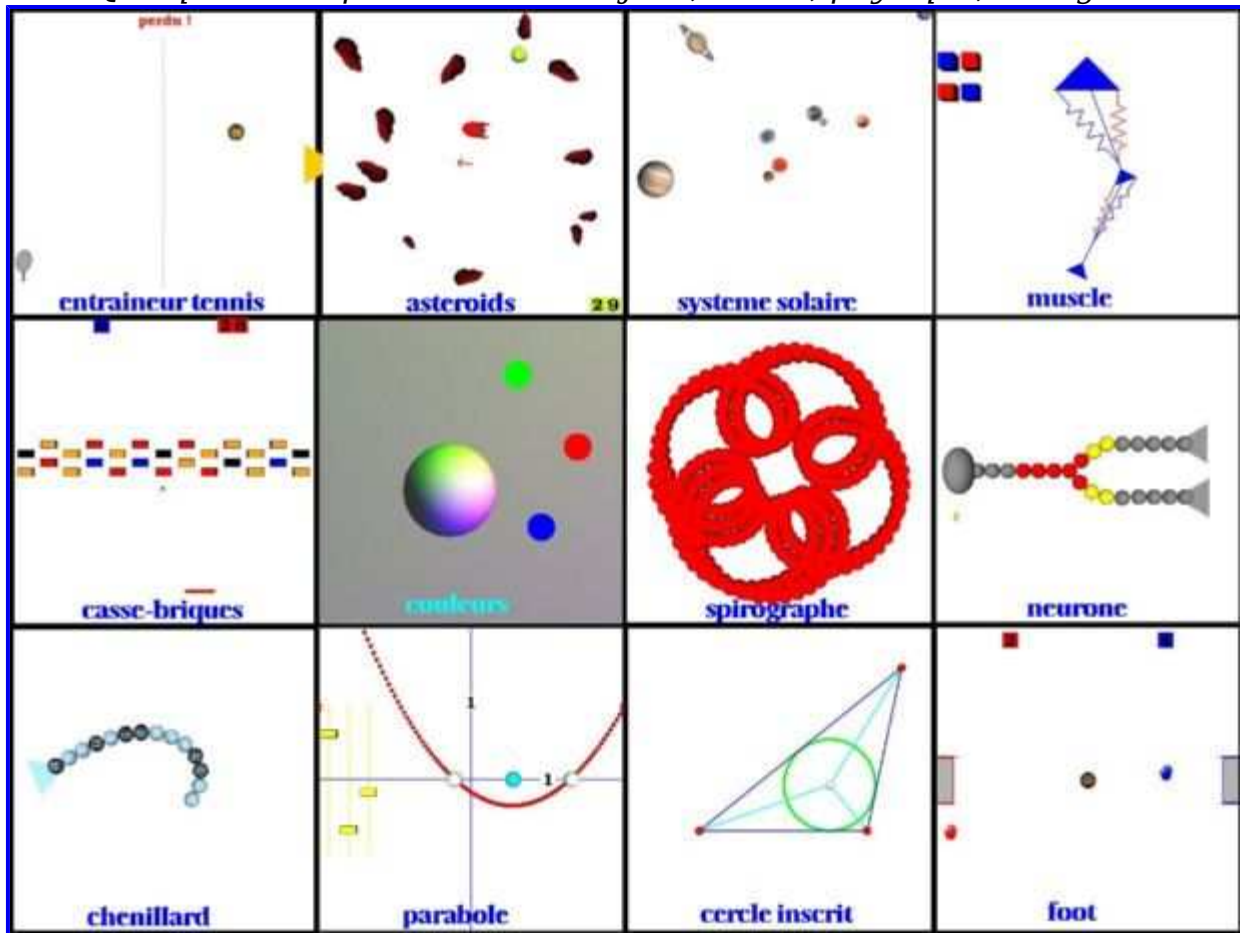 perdu !
entraineur tennis
asteroids
29
systeme solaire
muscle
casse-briques
couleurs
spirographe
neurone
chenillard
1
1
parabole
cercle inscrit
foot